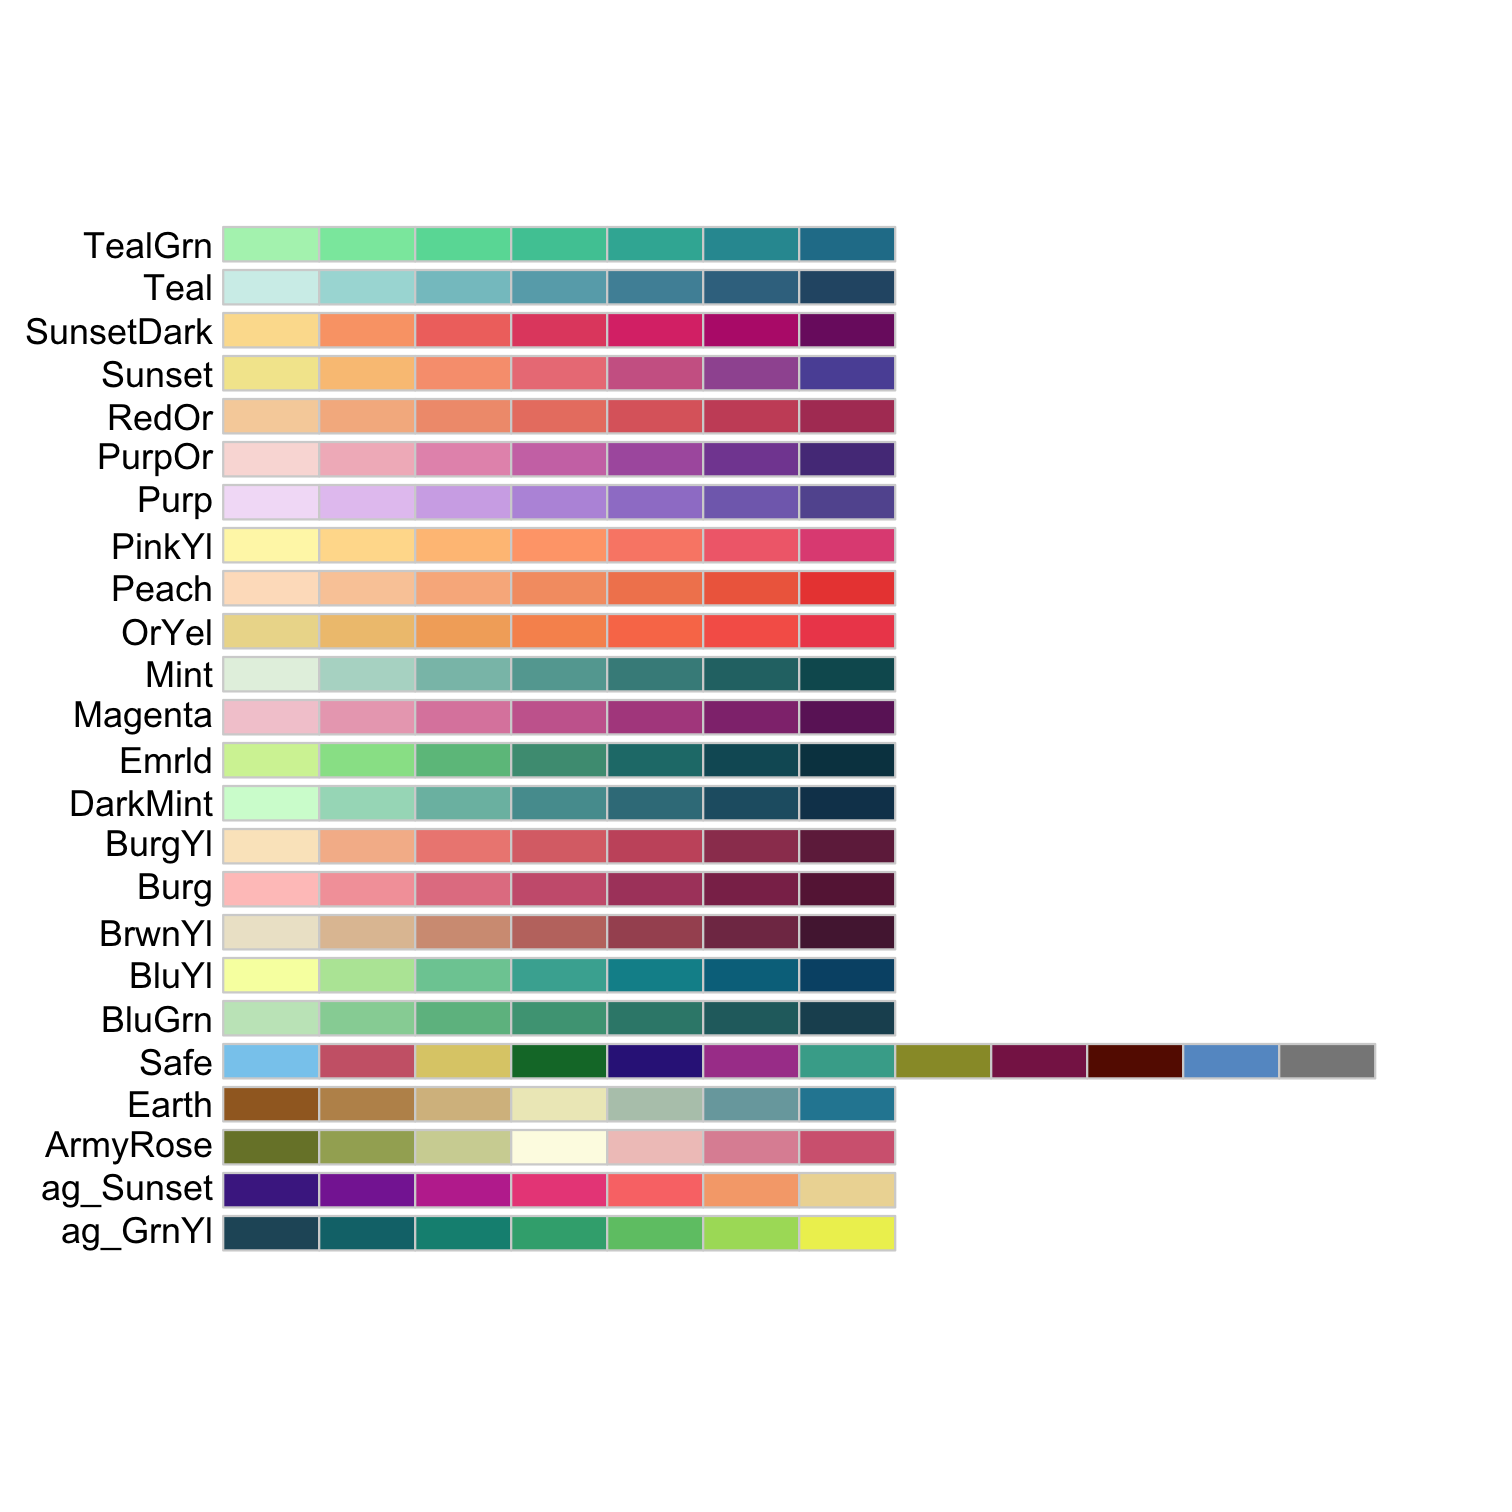 TealGrn
Teal
SunsetDark
Sunset
RedOr
PurpOr
Purp
PinkYl
Peach
OrYel
Mint
Magenta
Emrld
DarkMint
BurgYl
Burg
BrwnYl
BluYl
BluGrn
Safe
Earth
ArmyRose
ag_Sunset
ag_GrnYl